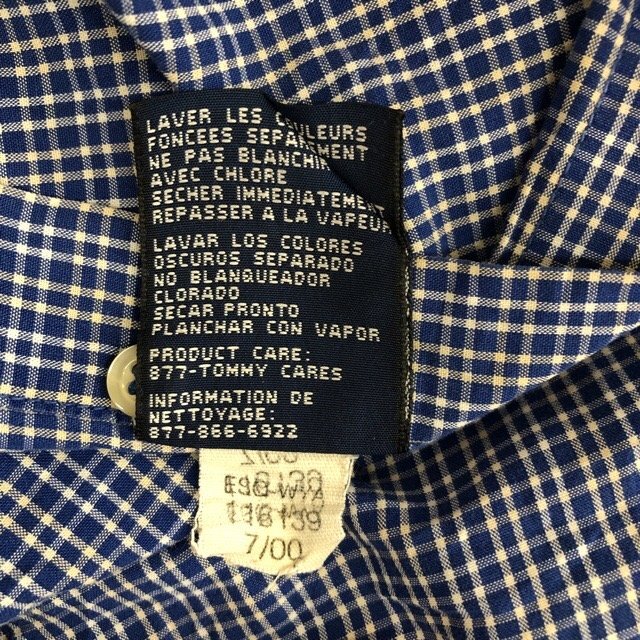 LAVER LES COULEURS
FONCEES SEPAREMENT
NE PAS BLANCHIR
AVEC CHLORE
SECHER IMMEDIATEMENT
REPASSER A LA VAPEUR
LAVAR LOS COLORES
OSCUROS SEPARADO
NO BLANQUEADOR
CLORADO
SECAR PRONTO
PLANCHAR CON VAPOR
PRODUCT CARE:
877-TOMMY CARES
INFORMATION DE
NETTOYAGE:
877-866-6922
7/00